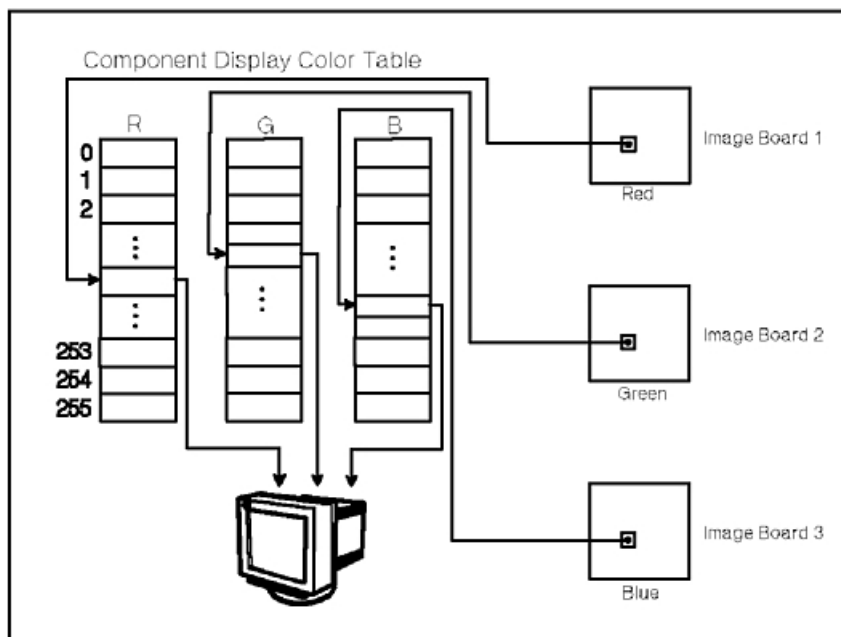 Component Display Color Table
R G B
0
1
2
253
254
255
Image Board 1
Red
Image Board 2
Green
Image Board 3
Blue